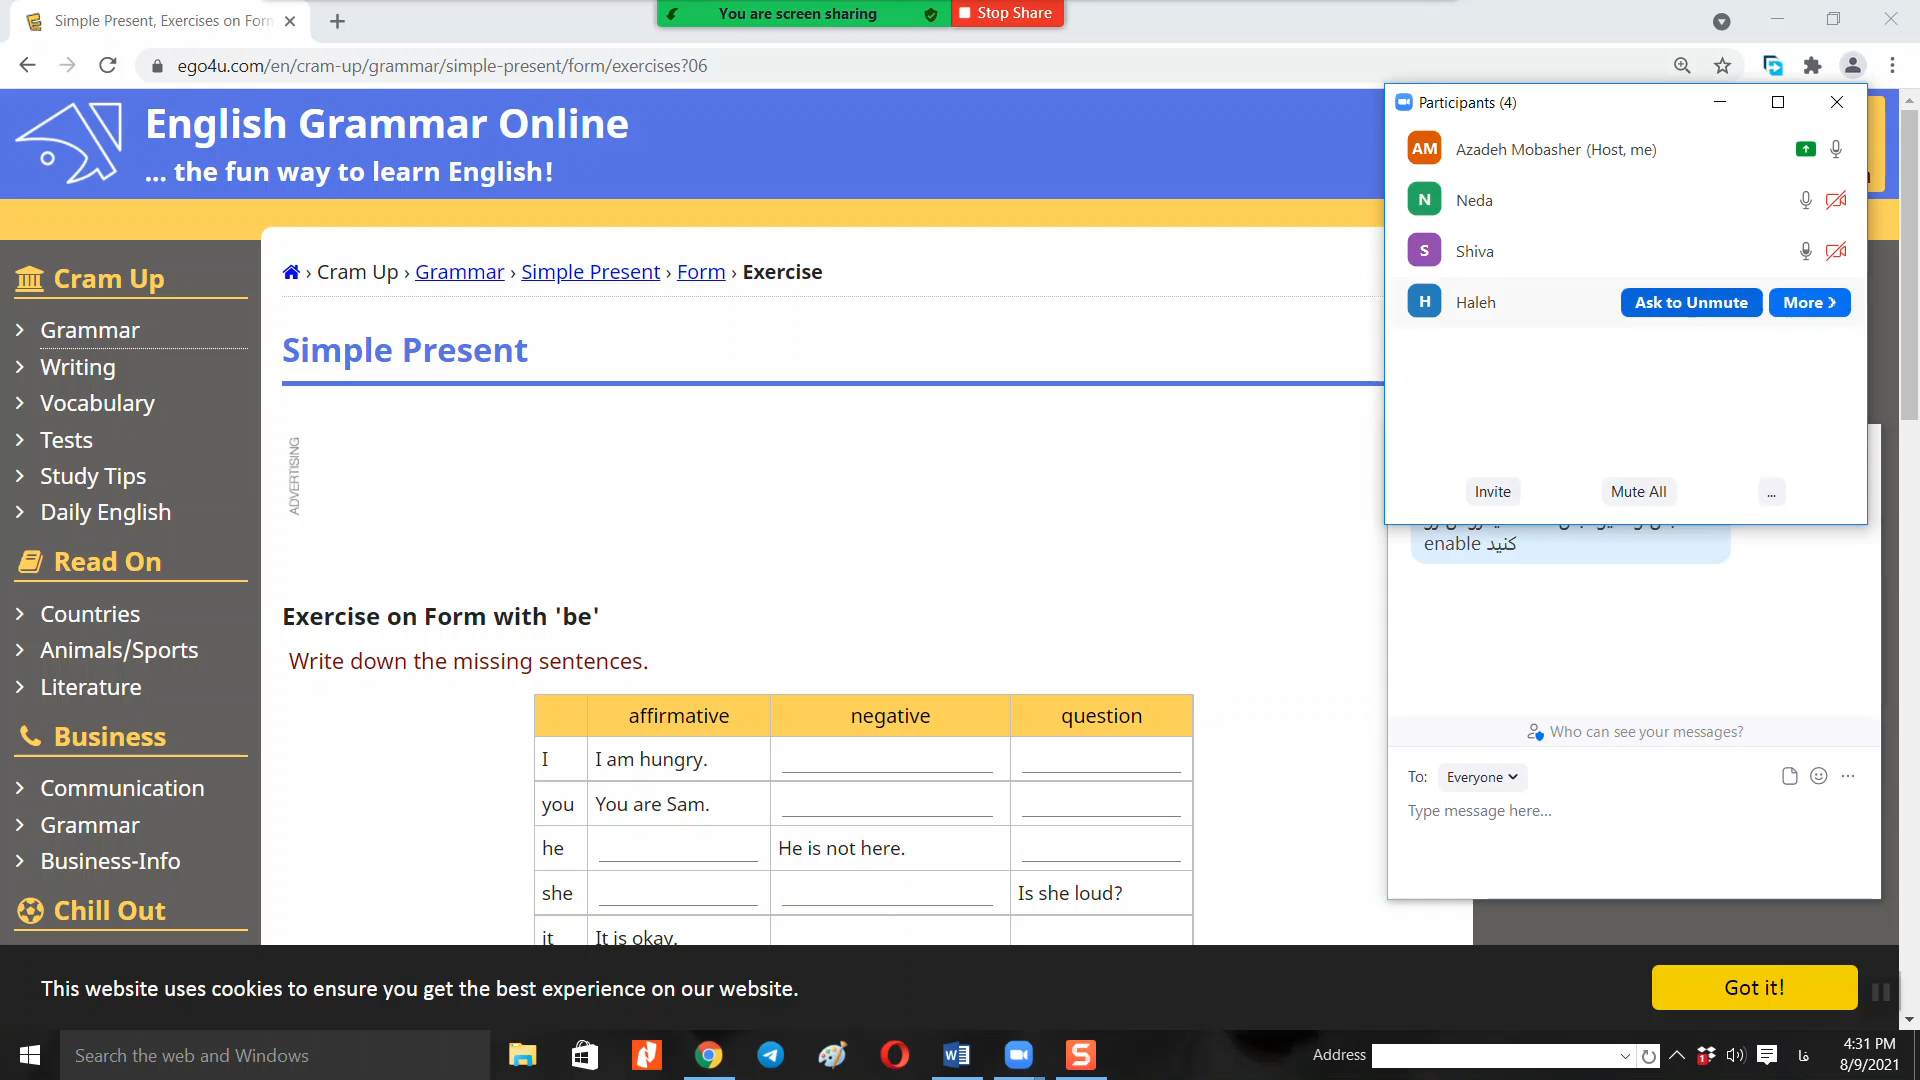 Simple Present, Exercises on Forn
You are screen sharing
Stop Share
ego4u.com/en/cram-up/grammar/simple-present/form/exercises?06
English Grammar Online
... the fun way to learn English!
Cram Up
Grammar
Writing
Vocabulary
Tests
Study Tips
Daily English
Read On
Countries
Animals/Sports
Literature
Business
Communication
Grammar
Business-Info
Chill Out
› Cram Up › Grammar › Simple Present › Form › Exercise
Simple Present
ADVERTISING
Exercise on Form with 'be'
Write down the missing sentences.
affirmative negative question
I I am hungry.
you You are Sam.
he He is not here.
she Is she loud?
it It is okay.
Participants (4)
AM Azadeh Mobasher (Host, me)
N Neda
S Shiva
H Haleh Ask to Unmute More
Invite Mute All ...
enable کنید
Who can see your messages?
To: Everyone
Type message here...
This website uses cookies to ensure you get the best experience on our website.
Got it!
Search the web and Windows
Address
فا
4:31 PM
8/9/2021